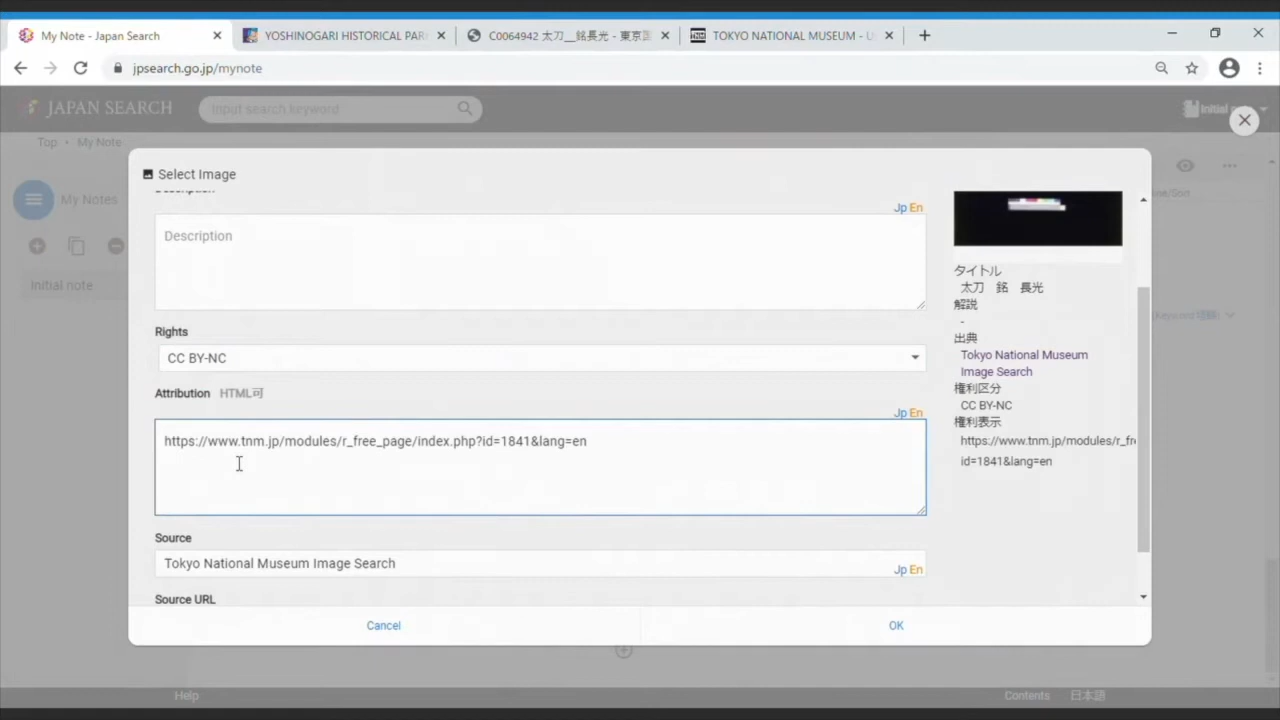 My Note - Japan Search
YOSHINOGARI HISTORICAL PAR
C0064942 太刀__銘長光 - 東京国
TOKYO NATIONAL MUSEUM - U
jpsearch.go.jp/mynote
JAPAN SEARCH
Input search keyword
Initial
Top • My Note
My Notes
Initial note
Select Image
Description
Jp En
Description
Rights
CC BY-NC
Attribution HTML可
Jp En
https://www.tnm.jp/modules/r_free_page/index.php?id=1841&lang=en
Source
Tokyo National Museum Image Search
Jp En
Source URL
Cancel
OK
タイトル
太刀 銘 長光
解説
-
出典
Tokyo National Museum
Image Search
権利区分
CC BY-NC
権利表示
https://www.tnm.jp/modules/r_fr
id=1841&lang=en
Help
Contents
日本語